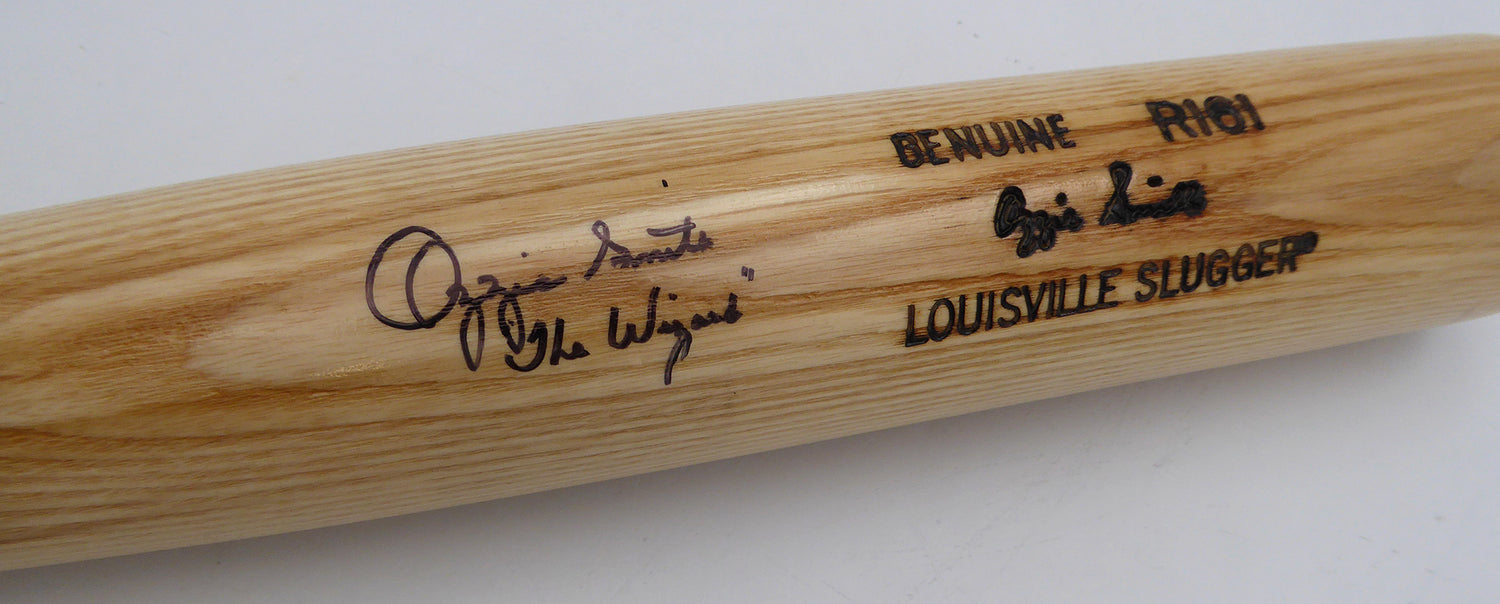 Ozzie Smith
"The Wizard"
GENUINE R161
Ozzie Smith
LOUISVILLE SLUGGER